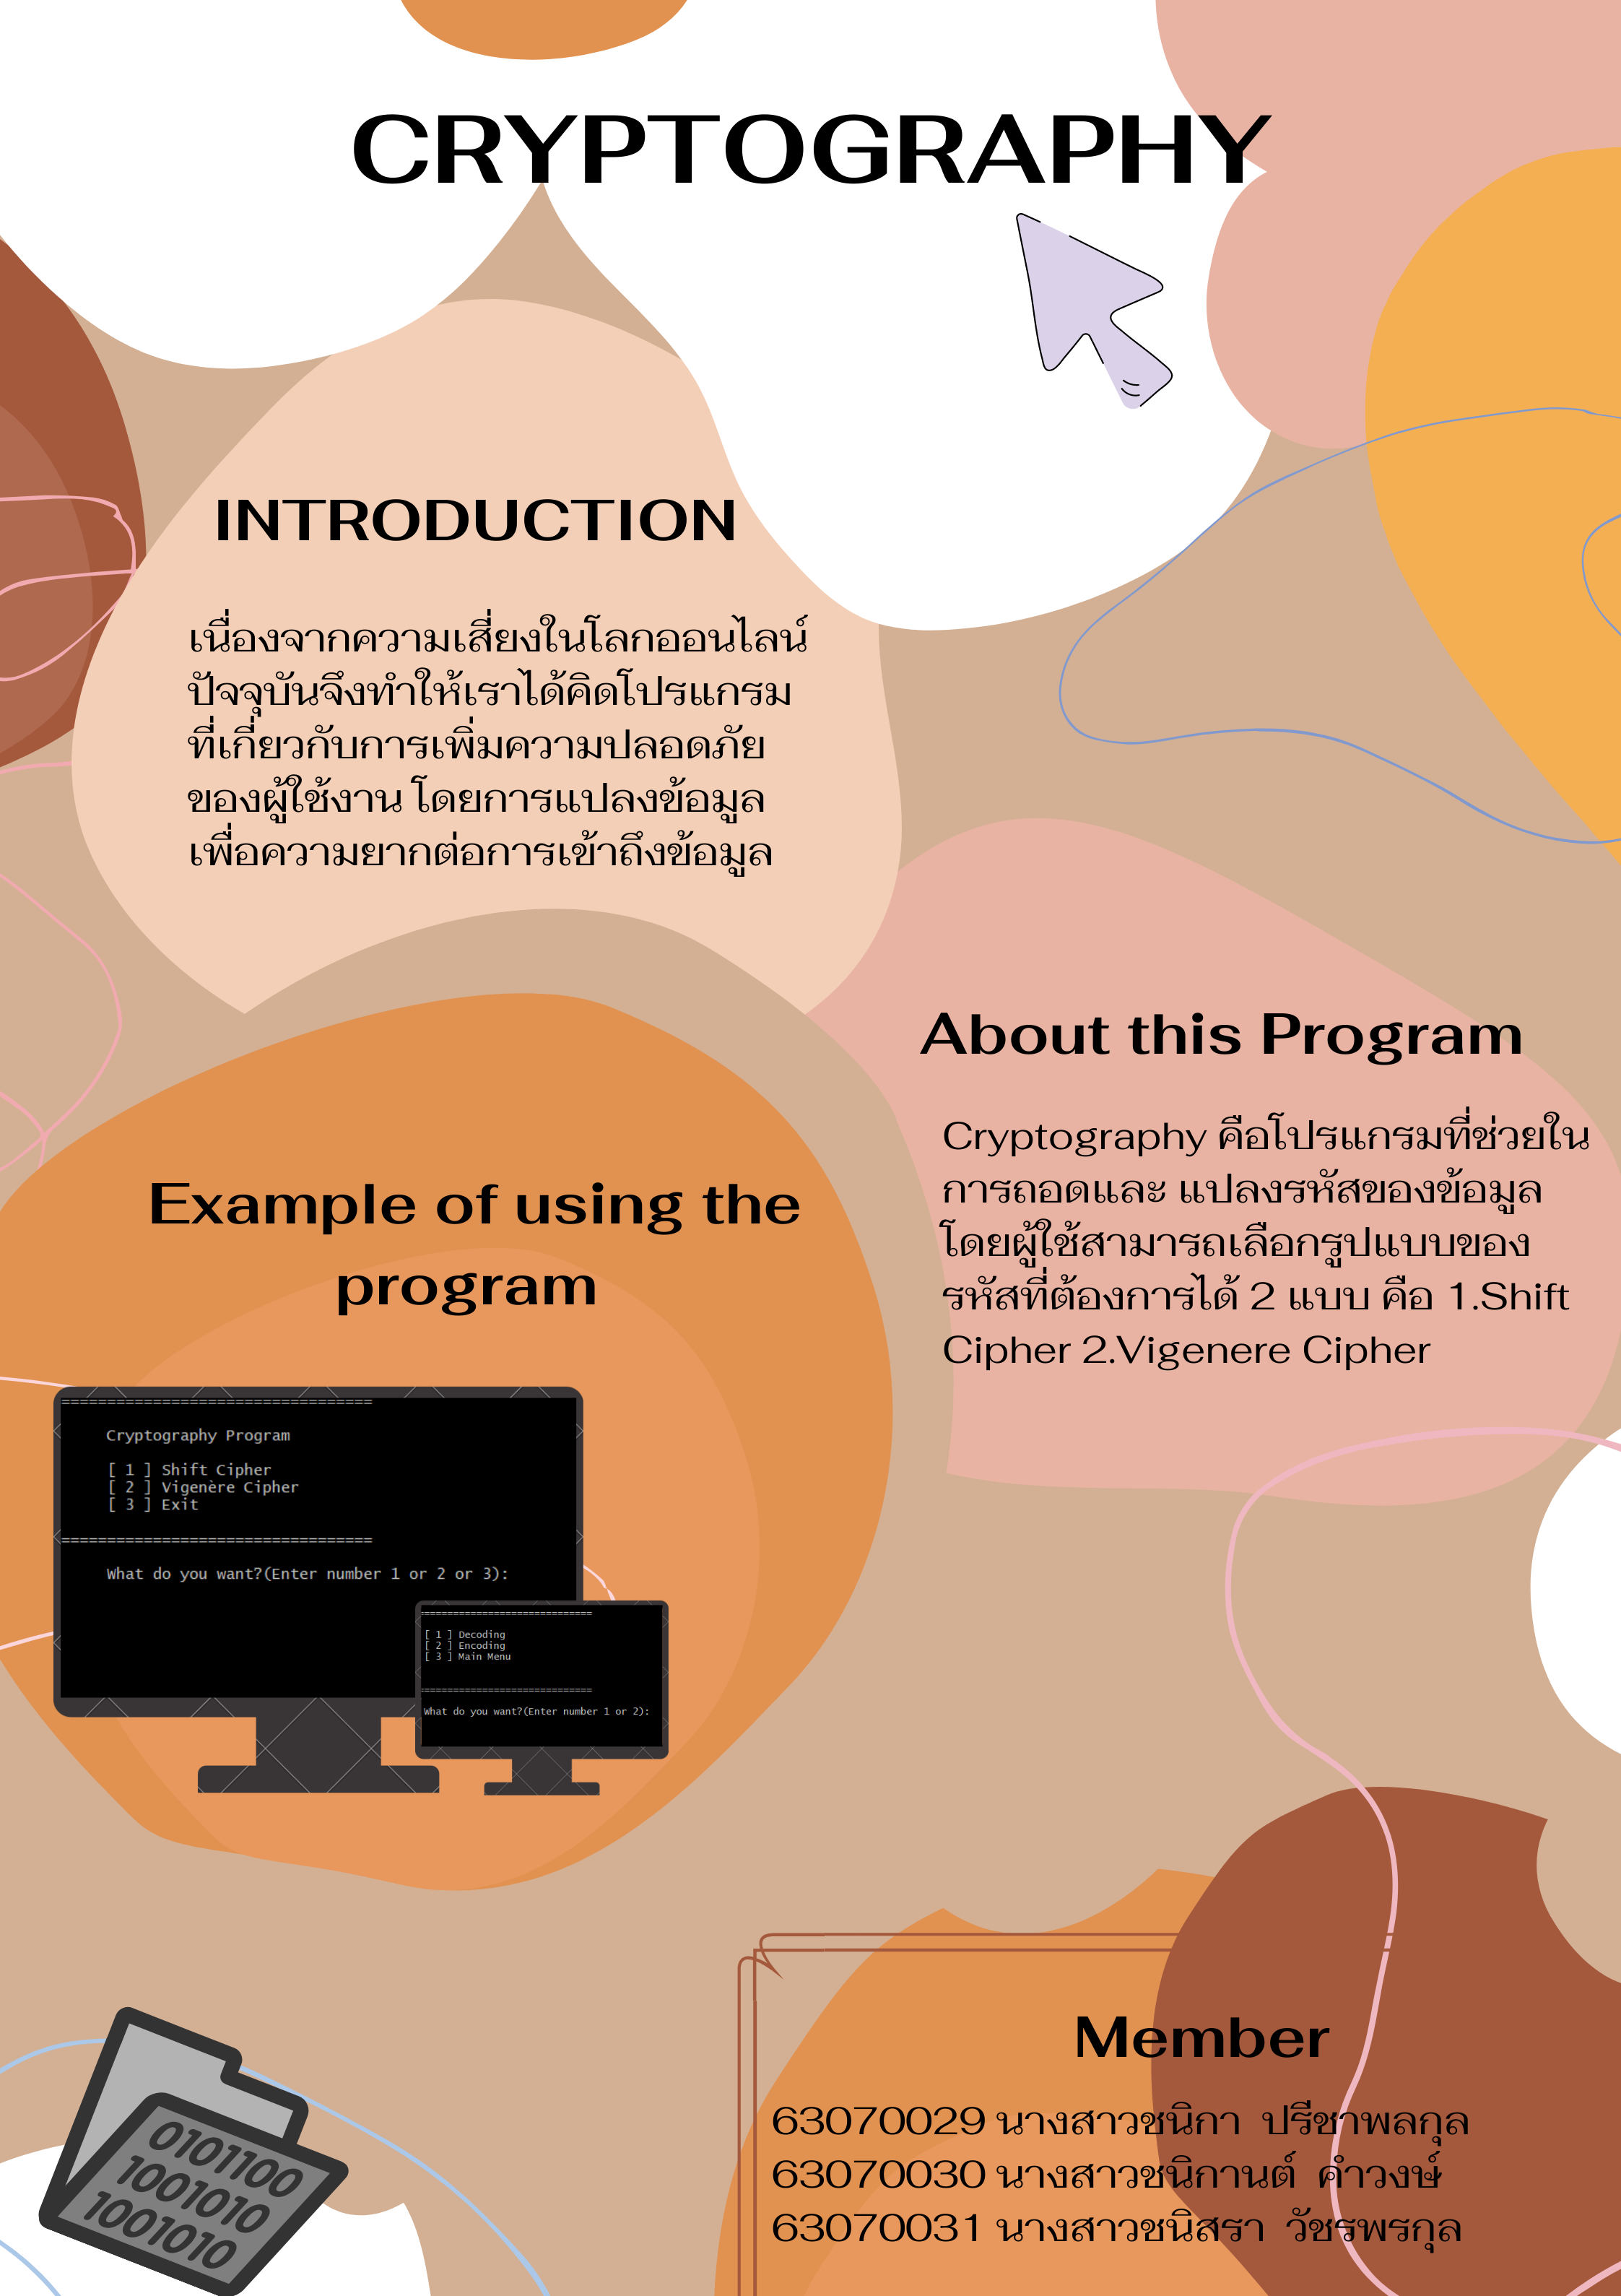 CRYPTOGRAPHY
INTRODUCTION
เนื่องจากความเสี่ยงในโลกออนไลน์
ปัจจุบันจึงทำให้เราได้คิดโปรแกรม
ที่เกี่ยวกับการเพิ่มความปลอดภัย
ของผู้ใช้งาน โดยการแปลงข้อมูล
เพื่อความยากต่อการเข้าถึงข้อมูล
About this Program
Cryptography คือโปรแกรมที่ช่วยใน
การถอดและ แปลงรหัสของข้อมูล
โดยผู้ใช้สามารถเลือกรูปแบบของ
รหัสที่ต้องการได้ 2 แบบ คือ 1.Shift
Cipher 2.Vigenere Cipher
Example of using the
program
==================================
Cryptography Program
[ 1 ] Shift Cipher
[ 2 ] Vigenère Cipher
[ 3 ] Exit
==================================
What do you want?(Enter number 1 or 2 or 3):
==============================
[ 1 ] Decoding
[ 2 ] Encoding
[ 3 ] Main Menu
==============================
What do you want?(Enter number 1 or 2):
Member
63070029 นางสาวชนิกา ปรีชาพลกุล
63070030 นางสาวชนิกานต์ คำวงษ์
63070031 นางสาวชนิสรา วัชรพรกุล
0101100
1001010
1001010